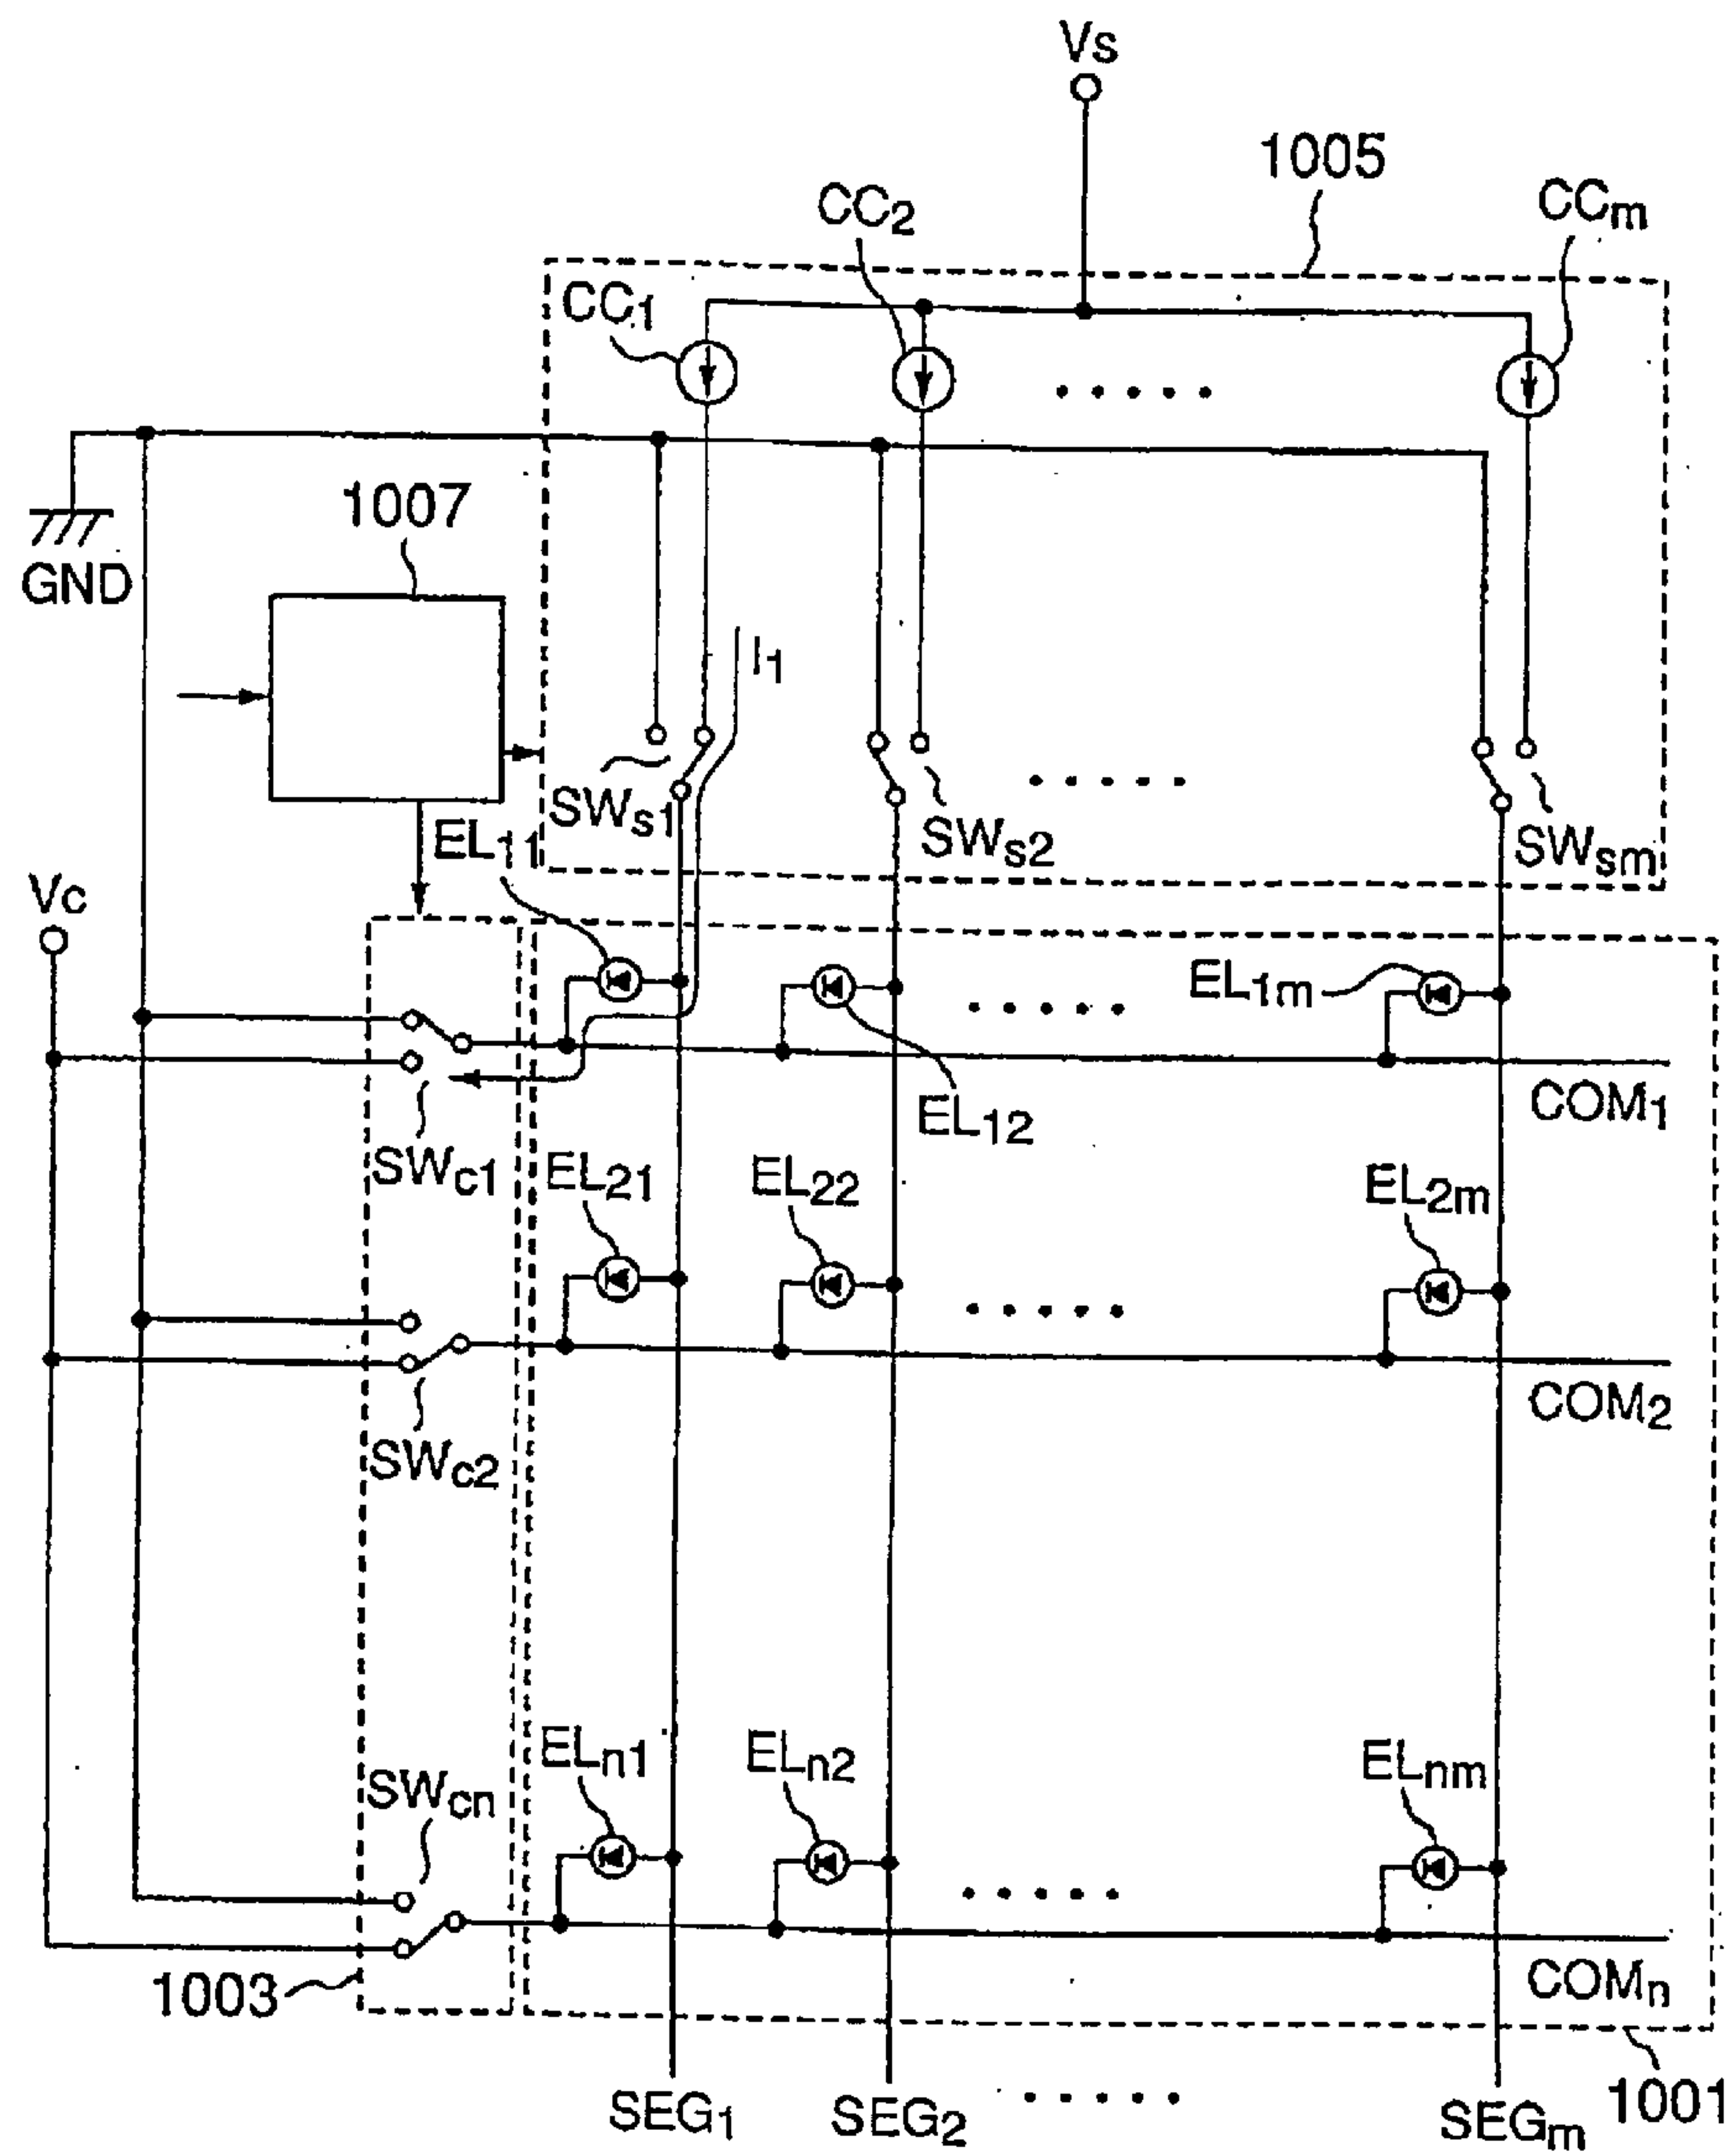 Vs
1005
CC2
CCm
CC1
1007
GND
I1
SWs1
SWs2
SWsm
EL11
Vc
EL1m
COM1
EL12
SWc1
EL21
EL22
EL2m
COM2
SWc2
ELn1
ELn2
ELnm
SWcn
COMn
1003
1001
SEG1
SEG2
SEGm